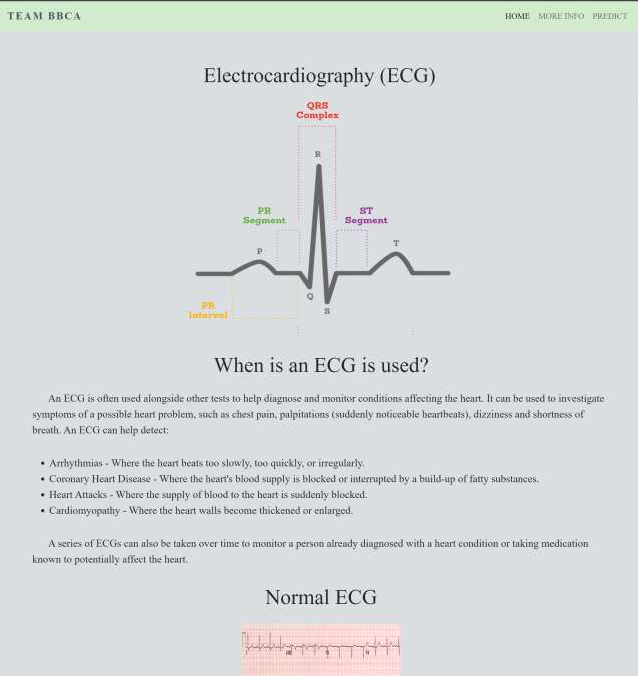 TEAM BBCA
HOME MORE INFO PREDICT
Electrocardiography (ECG)
QRS
Complex
R
PR
Segment
ST
Segment
P
T
Q
S
PR
Interval
When is an ECG is used?
An ECG is often used alongside other tests to help diagnose and monitor conditions affecting the heart. It can be used to investigate
symptoms of a possible heart problem, such as chest pain, palpitations (suddenly noticeable heartbeats), dizziness and shortness of
breath. An ECG can help detect:
• Arrhythmias - Where the heart beats too slowly, too quickly, or irregularly.
• Coronary Heart Disease - Where the heart's blood supply is blocked or interrupted by a build-up of fatty substances.
• Heart Attacks - Where the supply of blood to the heart is suddenly blocked.
• Cardiomyopathy - Where the heart walls become thickened or enlarged.
A series of ECGs can also be taken over time to monitor a person already diagnosed with a heart condition or taking medication
known to potentially affect the heart.
Normal ECG